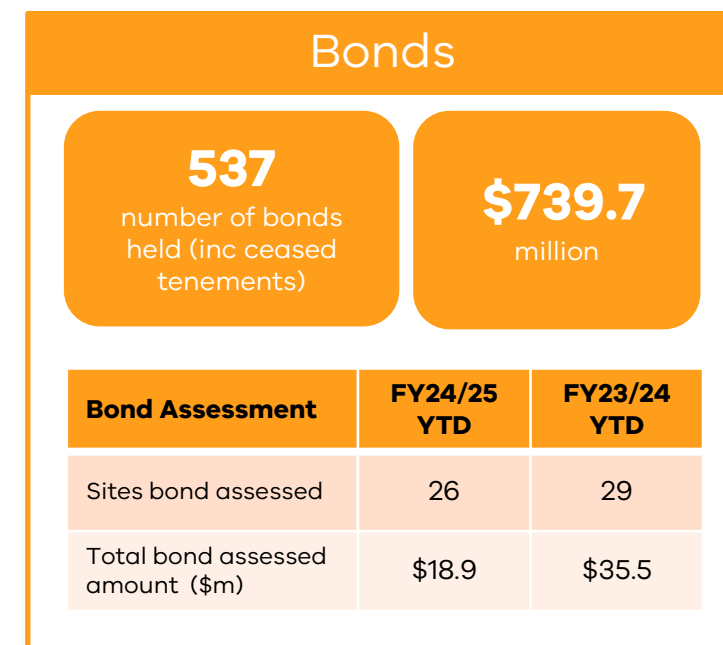 Bonds
537
number of bonds
held (inc ceased
tenements)
$739.7
million
Bond Assessment
FY24/25
YTD
FY23/24
YTD
Sites bond assessed
26
29
Total bond assessed
amount ($m)
$18.9
$35.5